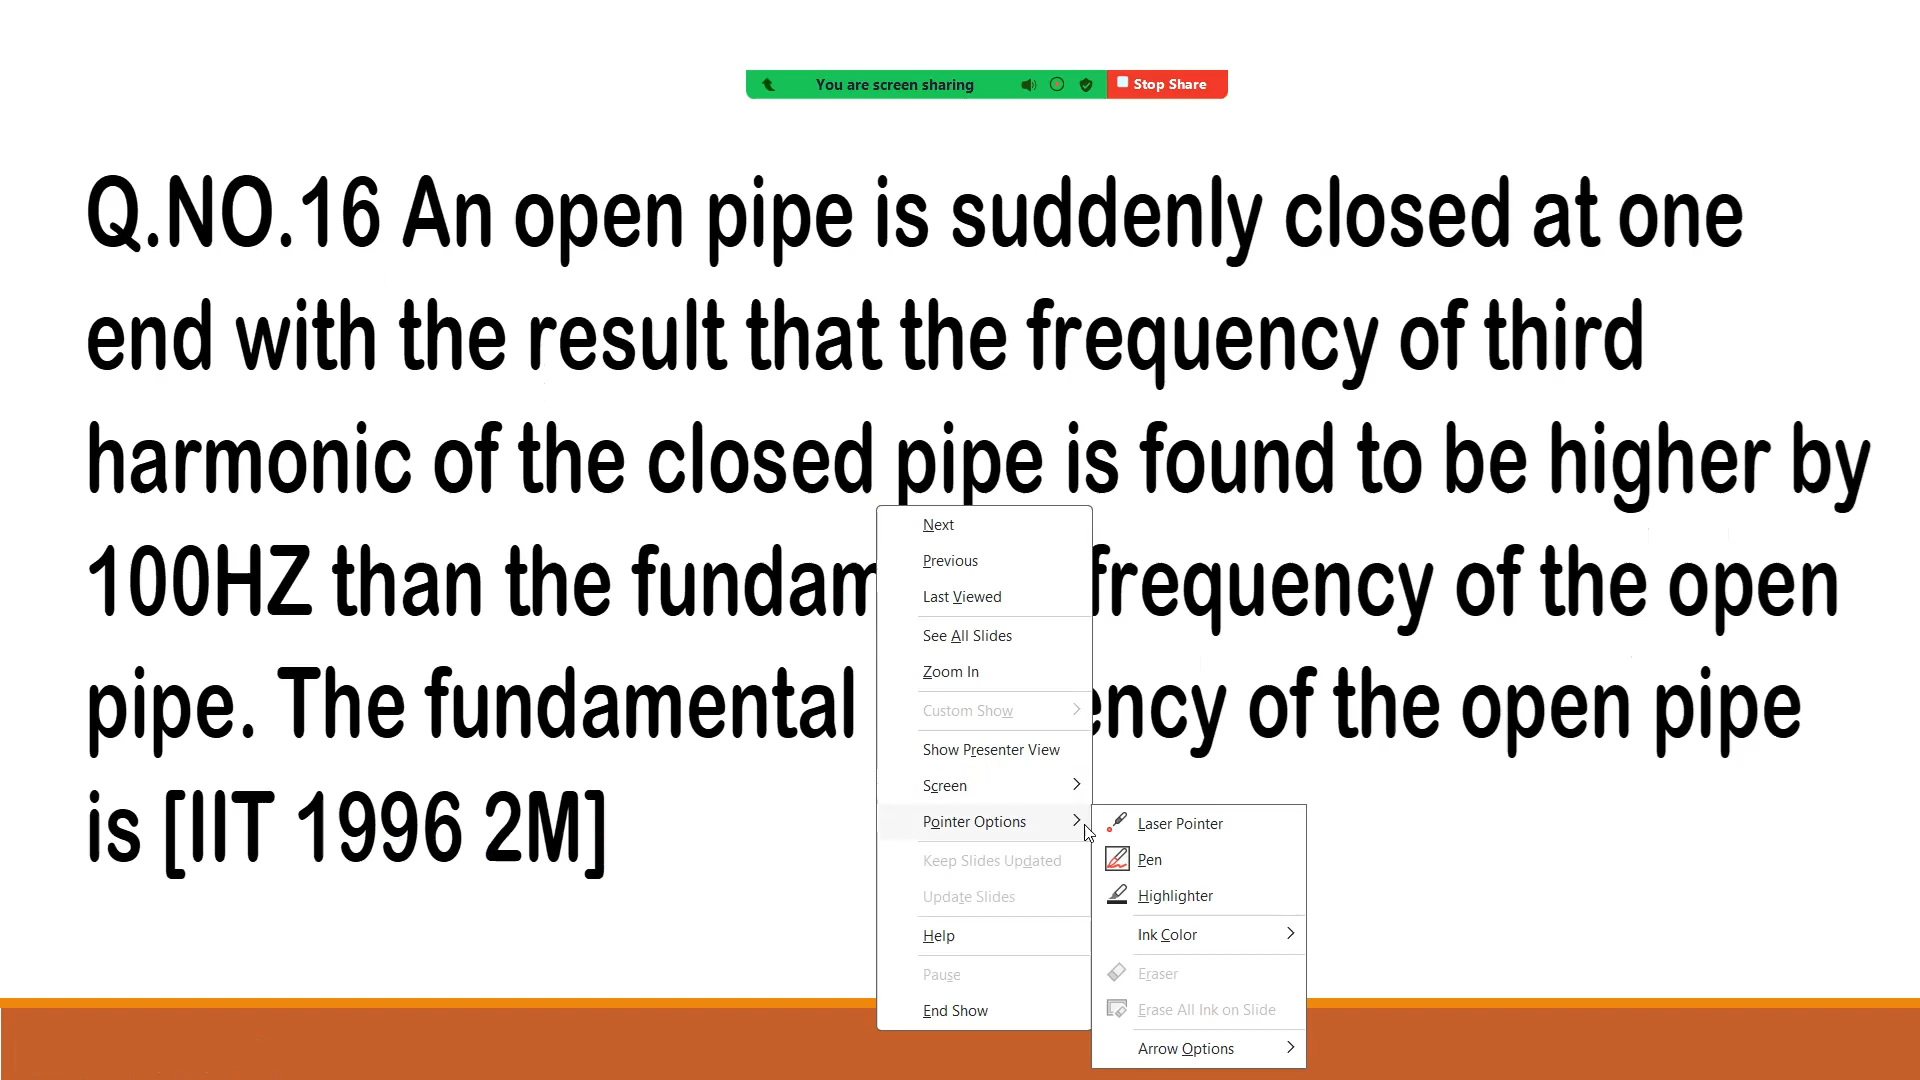 You are screen sharing
Stop Share
Q.NO.16 An open pipe is suddenly closed at one
end with the result that the frequency of third
harmonic of the closed pipe is found to be higher by
100HZ than the fundam frequency of the open
pipe. The fundamental ency of the open pipe
is [IIT 1996 2M]
Next
Previous
Last Viewed
See All Slides
Zoom In
Custom Show
Show Presenter View
Screen
Pointer Options
Keep Slides Updated
Update Slides
Help
Pause
End Show
Laser Pointer
Pen
Highlighter
Ink Color
Eraser
Erase All Ink on Slide
Arrow Options